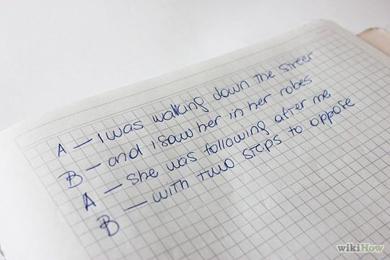 A — I was walking down the street
B — and I saw her in her robes
A — she was following after me
B — with two steps to oppose
wikiHow